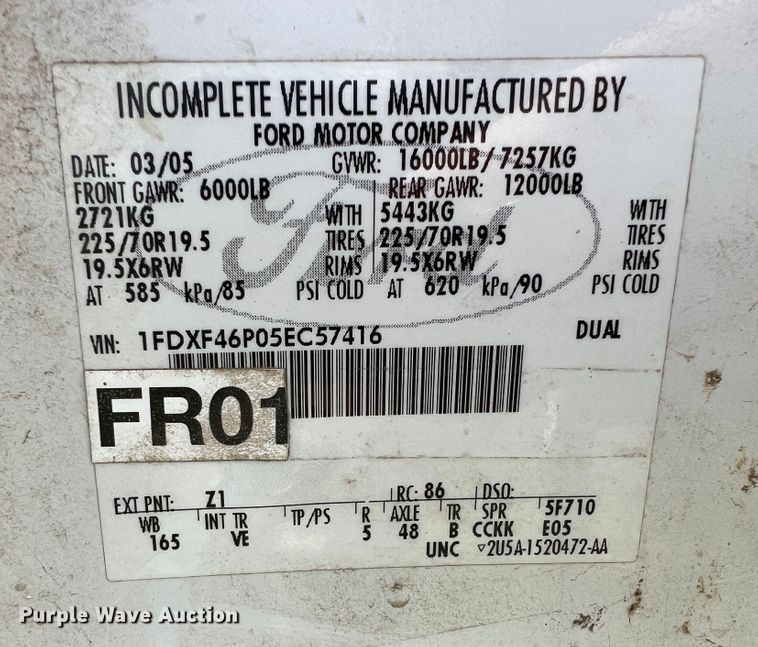 INCOMPLETE VEHICLE MANUFACTURED BY
FORD MOTOR COMPANY
DATE: 03/05 GVWR: 16000LB/7257KG
FRONT GAWR: 6000LB REAR GAWR: 12000LB
2721KG WITH 5443KG WITH
225/70R19.5 TIRES 225/70R19.5 TIRES
19.5X6RW RIMS 19.5X6RW RIMS
AT 585 kPa/85 PSI COLD AT 620 kPa/90 PSI COLD
VIN: 1FDXF46P05EC57416 DUAL
Ford
FR01
EXT PNT: Z1 RC: 86 DSO:
WB INT TR TP/PS R AXLE TR SPR 5F710
165 VE 5 48 B CCKK E05
UNC ▽2U5A-1520472-AA
Purple Wave Auction